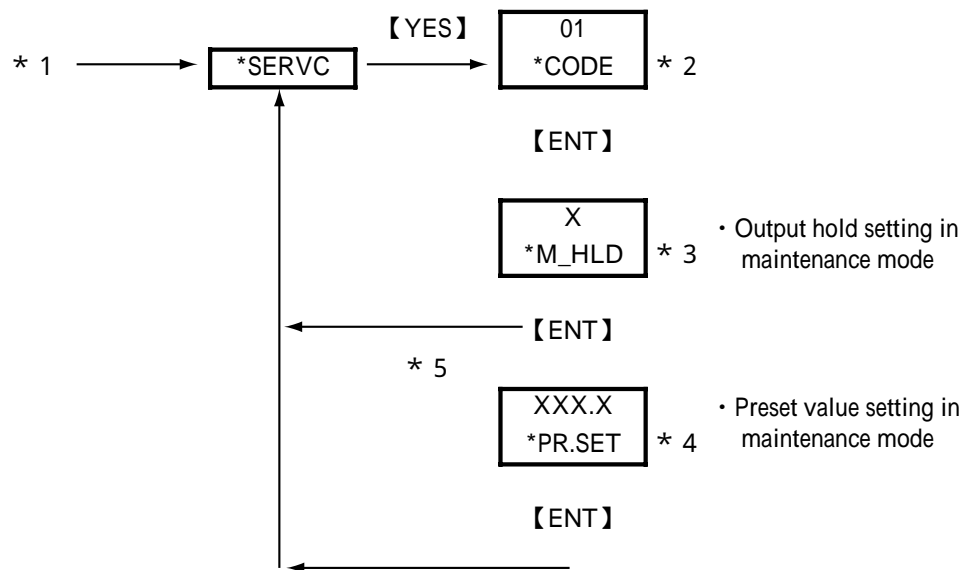 【YES】
01
* 1
*SERVC
*CODE
* 2
【ENT】
X
*M_HLD
* 3
・Output hold setting in
maintenance mode
【ENT】
* 5
XXX.X
*PR.SET
* 4
・Preset value setting in
maintenance mode
【ENT】